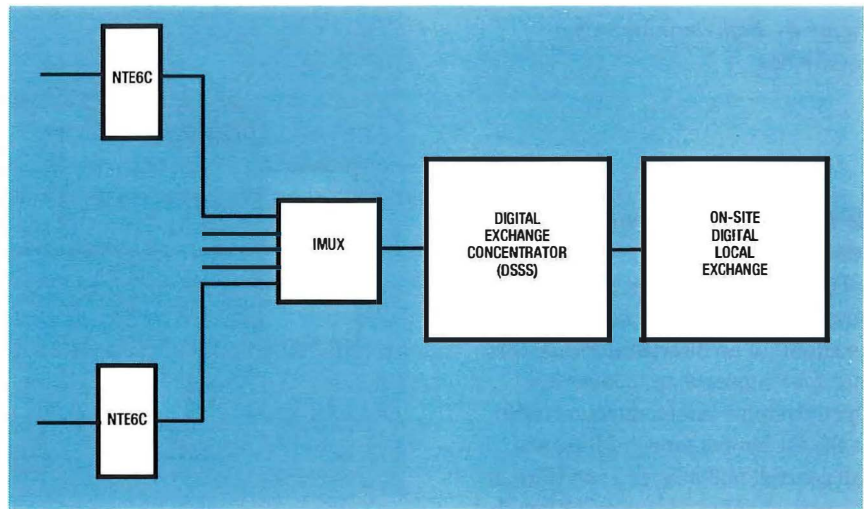 NTE6C
IMUX
DIGITAL
EXCHANGE
CONCENTRATOR
(DSSS)
ON-SITE
DIGITAL
LOCAL
EXCHANGE
NTE6C